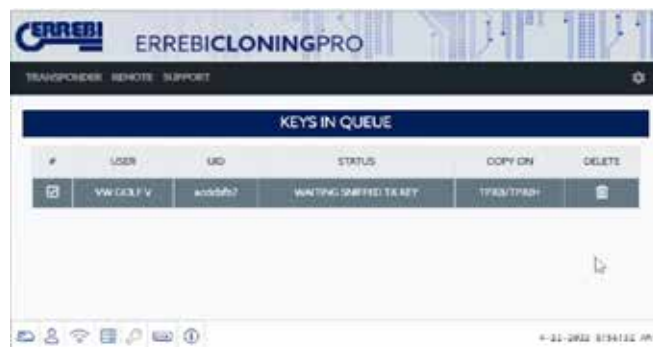 ERREBI
ERREBICLONINGPRO
TRANSPONDER REMOTE SUPPORT
KEYS IN QUEUE
# USER UID STATUS COPY ON DELETE
VW GOLF V WAITING SNIFFED TX KEY